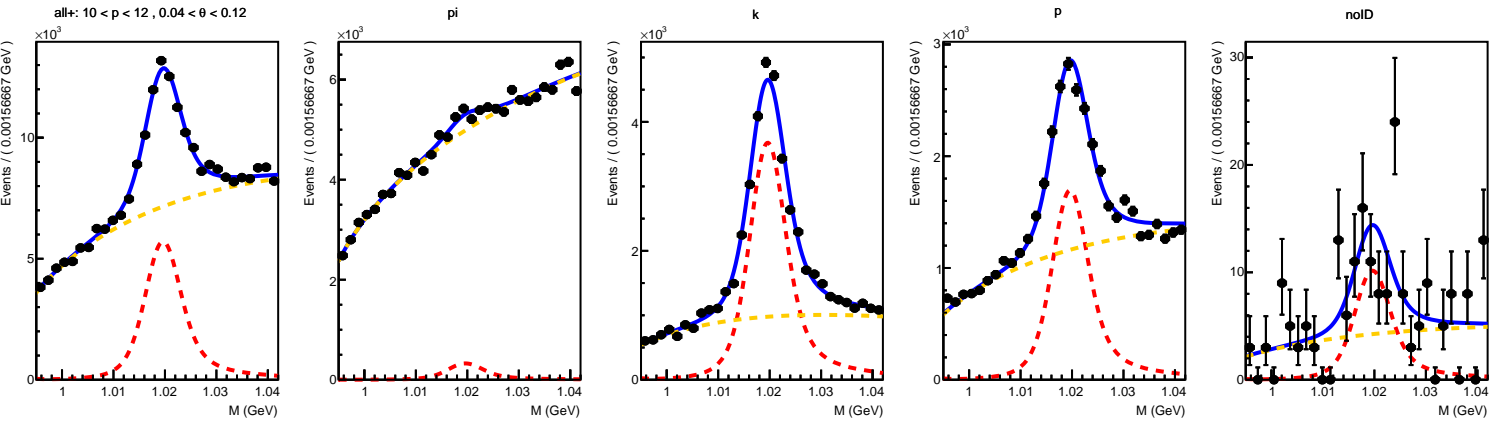 all+: 10 < p < 12 , 0.04 < θ < 0.12
×10³
Events / ( 0.00156667 GeV )
10
5
0
1 1.01 1.02 1.03 1.04
M (GeV)
pi
×10³
Events / ( 0.00156667 GeV )
6
4
2
0
1 1.01 1.02 1.03 1.04
M (GeV)
k
×10³
Events / ( 0.00156667 GeV )
4
2
0
1 1.01 1.02 1.03 1.04
M (GeV)
p
×10³
Events / ( 0.00156667 GeV )
3
2
1
0
1 1.01 1.02 1.03 1.04
M (GeV)
noID
Events / ( 0.00156667 GeV )
30
20
10
0
1 1.01 1.02 1.03 1.04
M (GeV)